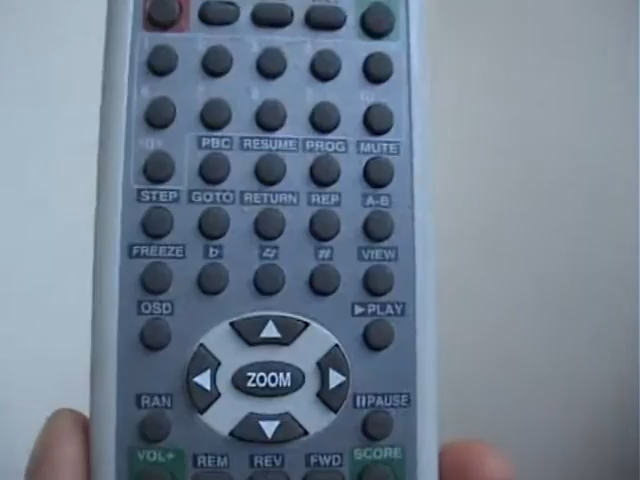 PBC RESUME PROG MUTE
STEP GOTO RETURN REP A-B
FREEZE b ♮ # VIEW
OSD ▶PLAY
ZOOM
RAN IIPAUSE
VOL+ REM REV FWD SCORE